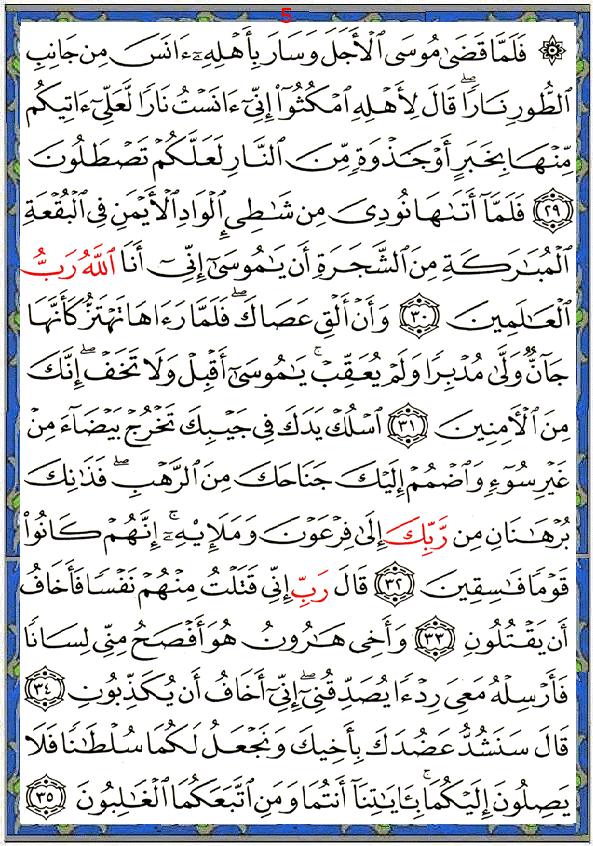 5
۞ فَلَمَّا قَضَىٰ مُوسَى ٱلْأَجَلَ وَسَارَ بِأَهْلِهِۦٓ ءَانَسَ مِن جَانِبِ
ٱلطُّورِ نَارًاۖ قَالَ لِأَهْلِهِ ٱمْكُثُوٓا۟ إِنِّىٓ ءَانَسْتُ نَارًا لَّعَلِّىٓ ءَاتِيكُم
مِّنْهَا بِخَبَرٍ أَوْ جَذْوَةٍ مِّنَ ٱلنَّارِ لَعَلَّكُمْ تَصْطَلُونَ
﴿٢٩﴾ فَلَمَّآ أَتَىٰهَا نُودِىَ مِن شَـٰطِئِ ٱلْوَادِ ٱلْأَيْمَنِ فِى ٱلْبُقْعَةِ
ٱلْمُبَـٰرَكَةِ مِنَ ٱلشَّجَرَةِ أَن يَـٰمُوسَىٰٓ إِنِّىٓ أَنَا ٱللَّهُ رَبُّ
ٱلْعَـٰلَمِينَ ﴿٣٠﴾ وَأَنْ أَلْقِ عَصَاكَۖ فَلَمَّا رَءَاهَا تَهْتَزُّ كَأَنَّهَا
جَآنٌّ وَلَّىٰ مُدْبِرًا وَلَمْ يُعَقِّبْۚ يَـٰمُوسَىٰٓ أَقْبِلْ وَلَا تَخَفْۖ إِنَّكَ
مِنَ ٱلْـَٔامِنِينَ ﴿٣١﴾ ٱسْلُكْ يَدَكَ فِى جَيْبِكَ تَخْرُجْ بَيْضَآءَ مِنْ
غَيْرِ سُوٓءٍ وَٱضْمُمْ إِلَيْكَ جَنَاحَكَ مِنَ ٱلرَّهْبِۖ فَذَٰنِكَ
بُرْهَـٰنَانِ مِن رَّبِّكَ إِلَىٰ فِرْعَوْنَ وَمَلَإِي۟هِۦٓۚ إِنَّهُمْ كَانُوا۟
قَوْمًا فَـٰسِقِينَ ﴿٣٢﴾ قَالَ رَبِّ إِنِّى قَتَلْتُ مِنْهُمْ نَفْسًا فَأَخَافُ
أَن يَقْتُلُونِ ﴿٣٣﴾ وَأَخِى هَـٰرُونُ هُوَ أَفْصَحُ مِنِّى لِسَانًا
فَأَرْسِلْهُ مَعِىَ رِدْءًا يُصَدِّقُنِىٓۖ إِنِّىٓ أَخَافُ أَن يُكَذِّبُونِ ﴿٣٤﴾
قَالَ سَنَشُدُّ عَضُدَكَ بِأَخِيكَ وَنَجْعَلُ لَكُمَا سُلْطَـٰنًا فَلَا
يَصِلُونَ إِلَيْكُمَاۚ بِـَٔايَـٰتِنَآ أَنتُمَا وَمَنِ ٱتَّبَعَكُمَا ٱلْغَـٰلِبُونَ ﴿٣٥﴾